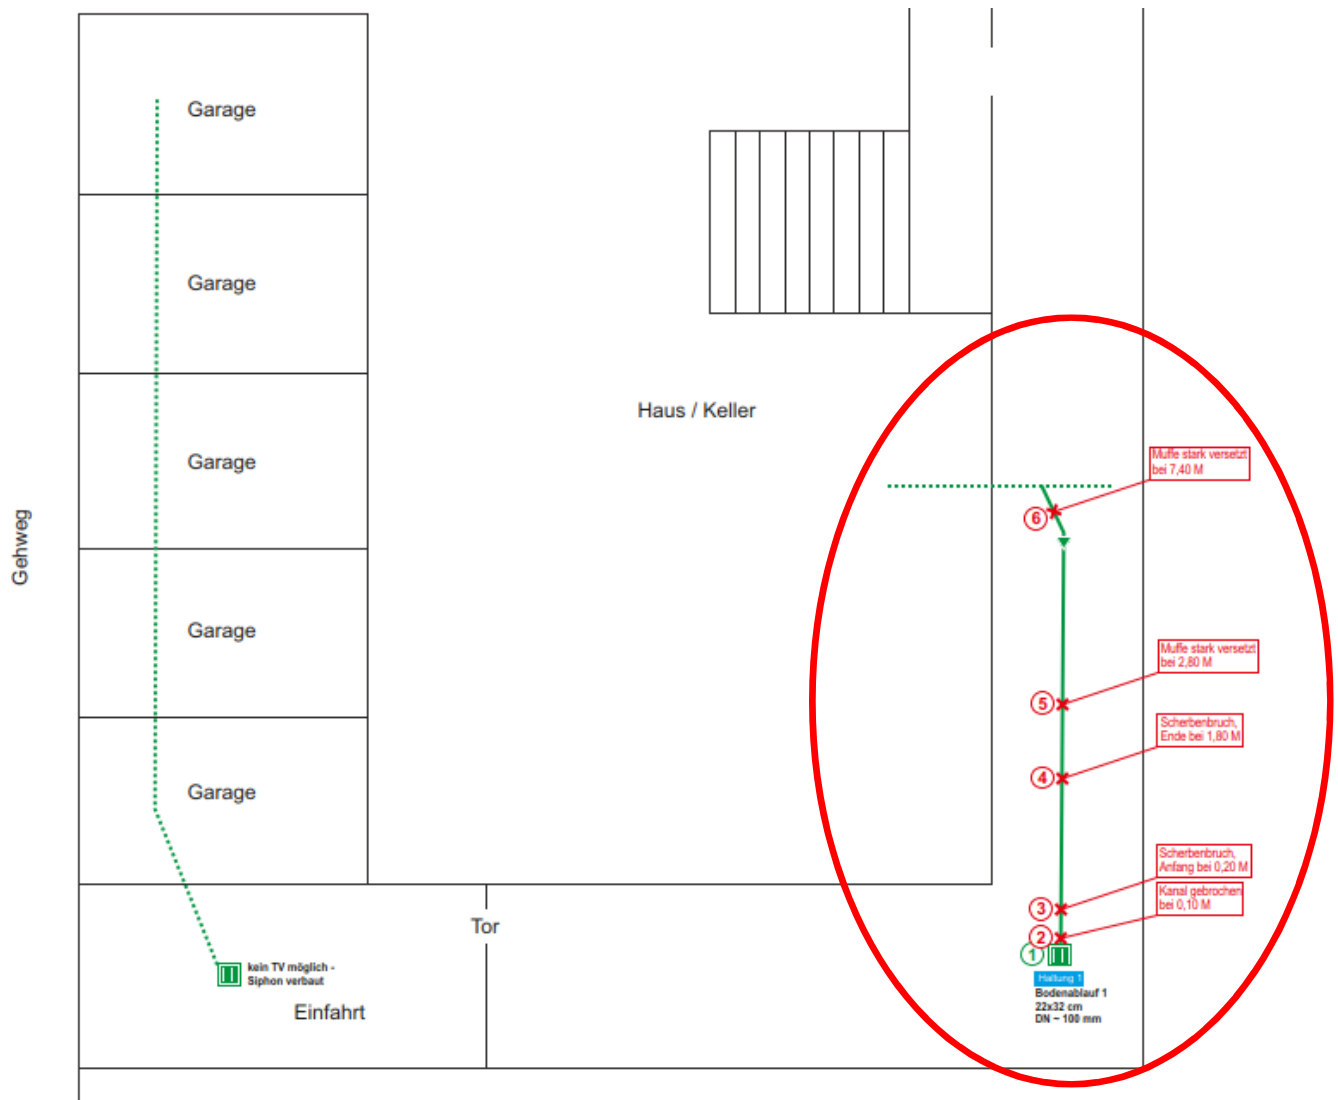 Garage
Garage
Garage
Garage
Garage
Gehweg
Haus / Keller
Muffe stark versetzt
bei 7,40 M
6
Muffe stark versetzt
bei 2,80 M
5
Scherbenbruch,
Ende bei 1,80 M
4
Scherbenbruch,
Anfang bei 0,20 M
3
Kanal gebrochen
bei 0,10 M
2
1
Haltung 1
Bodenablauf 1
22x32 cm
DN ~ 100 mm
Tor
kein TV möglich -
Siphon verbaut
Einfahrt